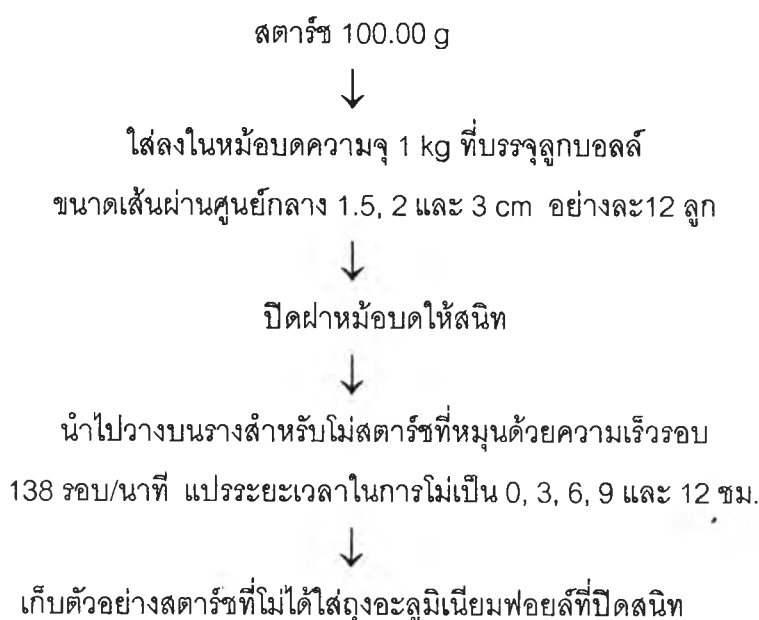 สตาร์ช 100.00 g
ใส่ลงในหม้อบดความจุ 1 kg ที่บรรจุลูกบอลล์
ขนาดเส้นผ่านศูนย์กลาง 1.5, 2 และ 3 cm อย่างละ12 ลูก
ปิดฝาหม้อบดให้สนิท
นำไปวางบนรางสำหรับโม่สตาร์ชที่หมุนด้วยความเร็วรอบ
138 รอบ/นาที แปรระยะเวลาในการโม่เป็น 0, 3, 6, 9 และ 12 ชม.
เก็บตัวอย่างสตาร์ชที่โม่ได้ใส่ถุงอะลูมิเนียมฟอยล์ที่ปิดสนิท